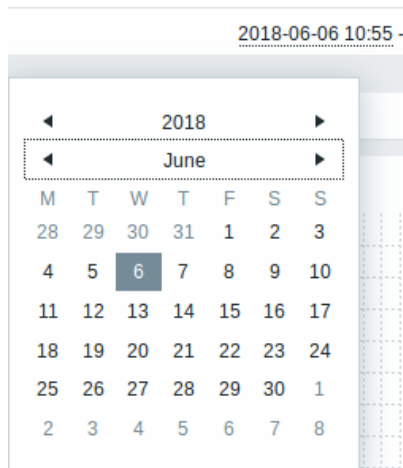 2018-06-06 10:55 -
2018
June
M T W T F S S
28 29 30 31 1 2 3
4 5 6 7 8 9 10
11 12 13 14 15 16 17
18 19 20 21 22 23 24
25 26 27 28 29 30 1
2 3 4 5 6 7 8